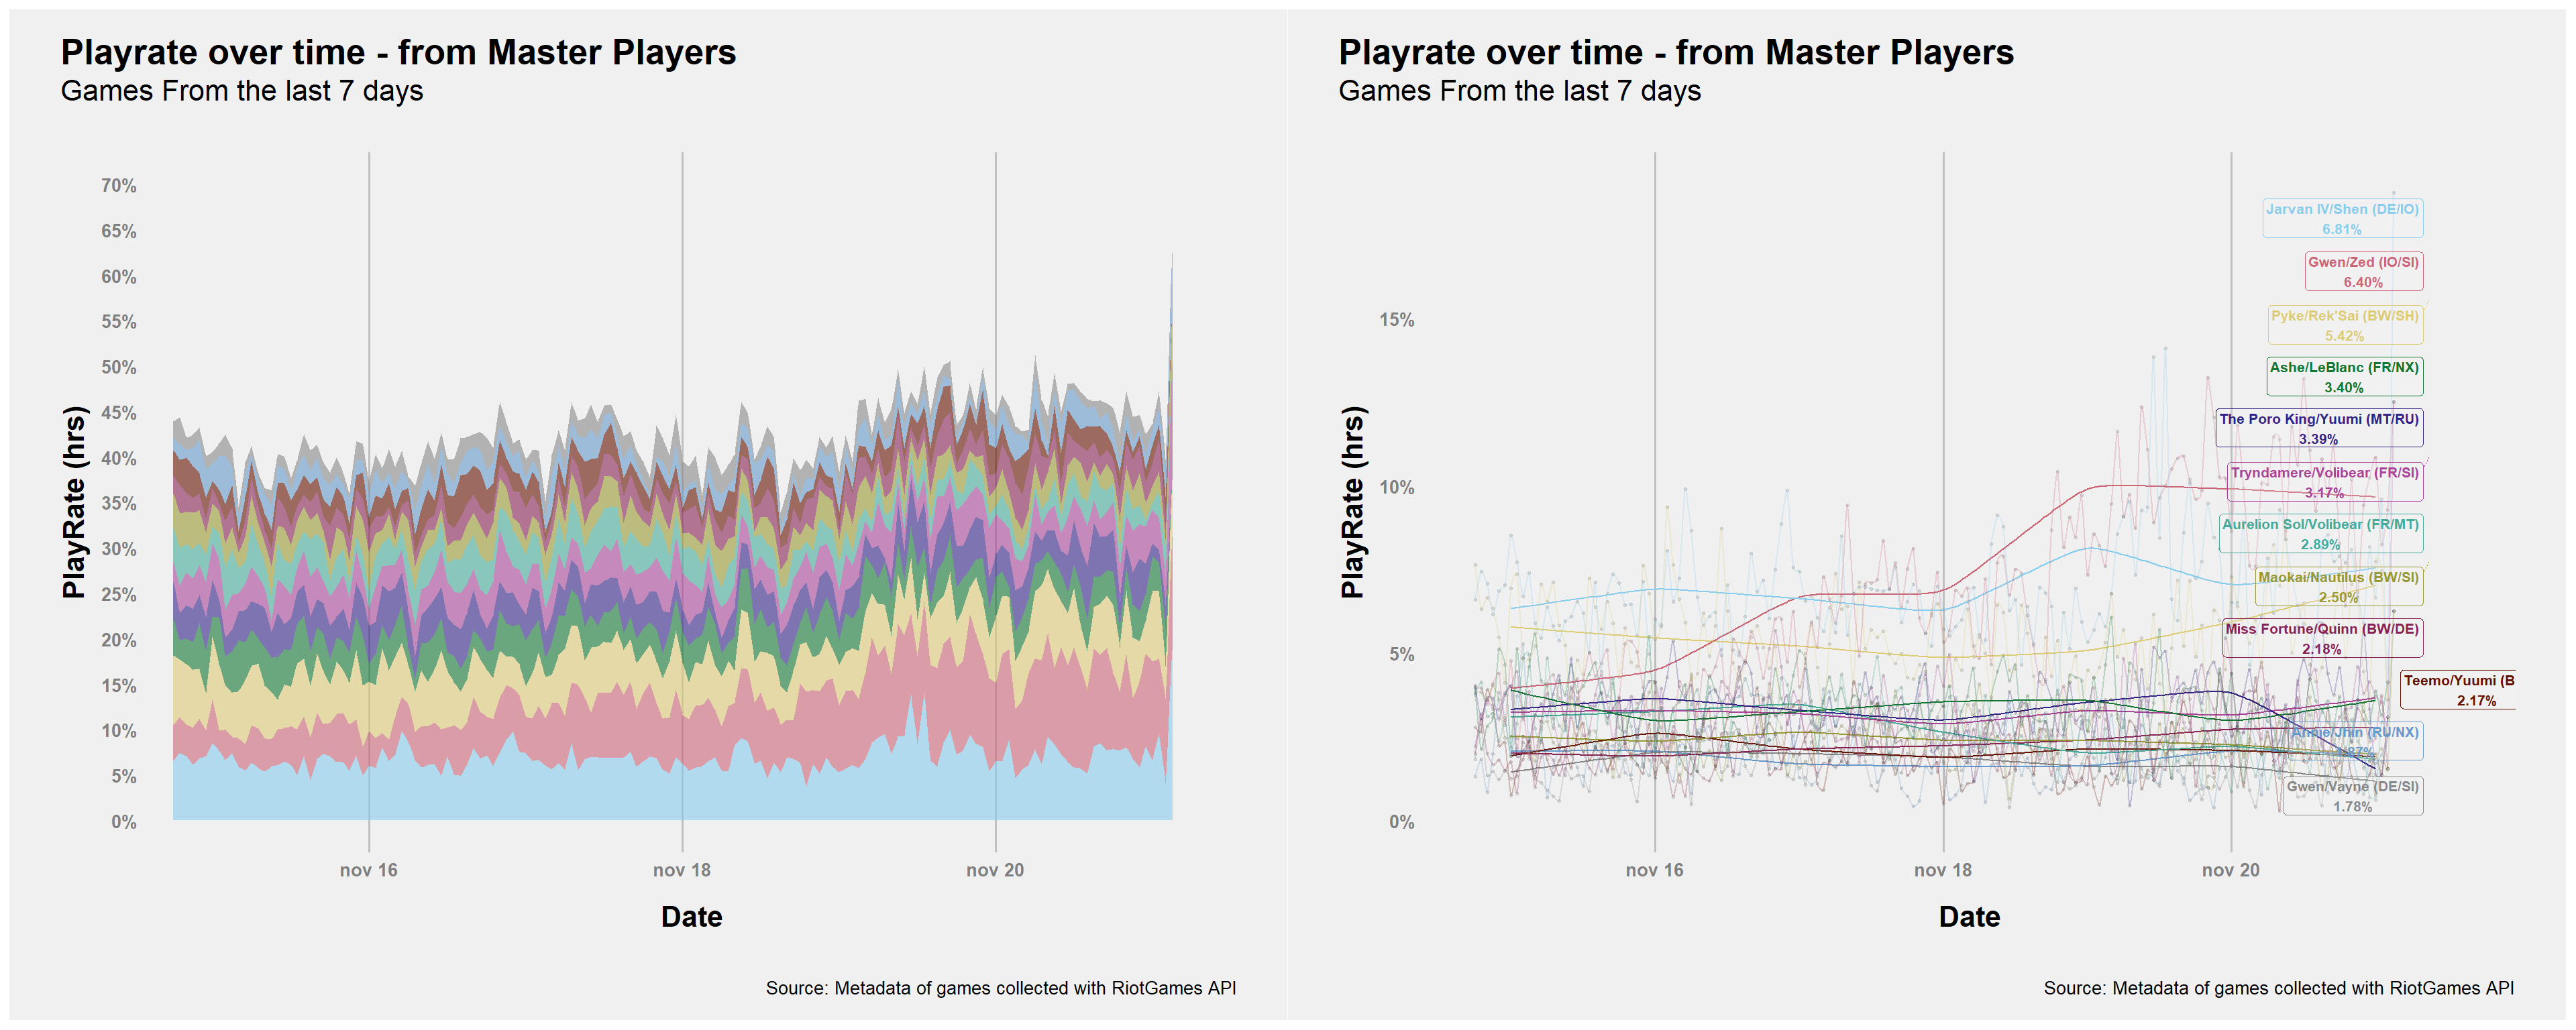 Playrate over time - from Master Players
Games From the last 7 days
70%
65%
60%
55%
50%
45%
40%
35%
30%
25%
20%
15%
10%
5%
0%
PlayRate (hrs)
nov 16
nov 18
nov 20
Date
Source: Metadata of games collected with RiotGames API
Playrate over time - from Master Players
Games From the last 7 days
15%
10%
5%
0%
PlayRate (hrs)
Jarvan IV/Shen (DE/IO)
6.81%
Gwen/Zed (IO/SI)
6.40%
Pyke/Rek'Sai (BW/SH)
5.42%
Ashe/LeBlanc (FR/NX)
3.40%
The Poro King/Yuumi (MT/RU)
3.39%
Tryndamere/Volibear (FR/SI)
3.17%
Aurelion Sol/Volibear (FR/MT)
2.89%
Maokai/Nautilus (BW/SI)
2.50%
Miss Fortune/Quinn (BW/DE)
2.18%
Teemo/Yuumi (B
2.17%
Annie/Jhin (RU/NX)
1.87%
Gwen/Vayne (DE/SI)
1.78%
nov 16
nov 18
nov 20
Date
Source: Metadata of games collected with RiotGames API